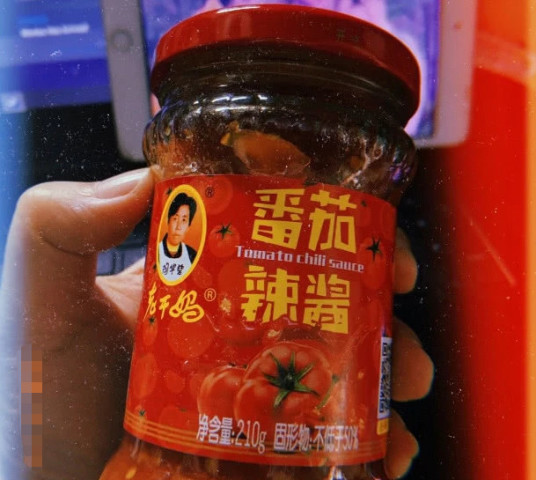 番茄
Tomato chili sauce
辣酱
老干妈®
净含量:210g 固形物:不低于50%